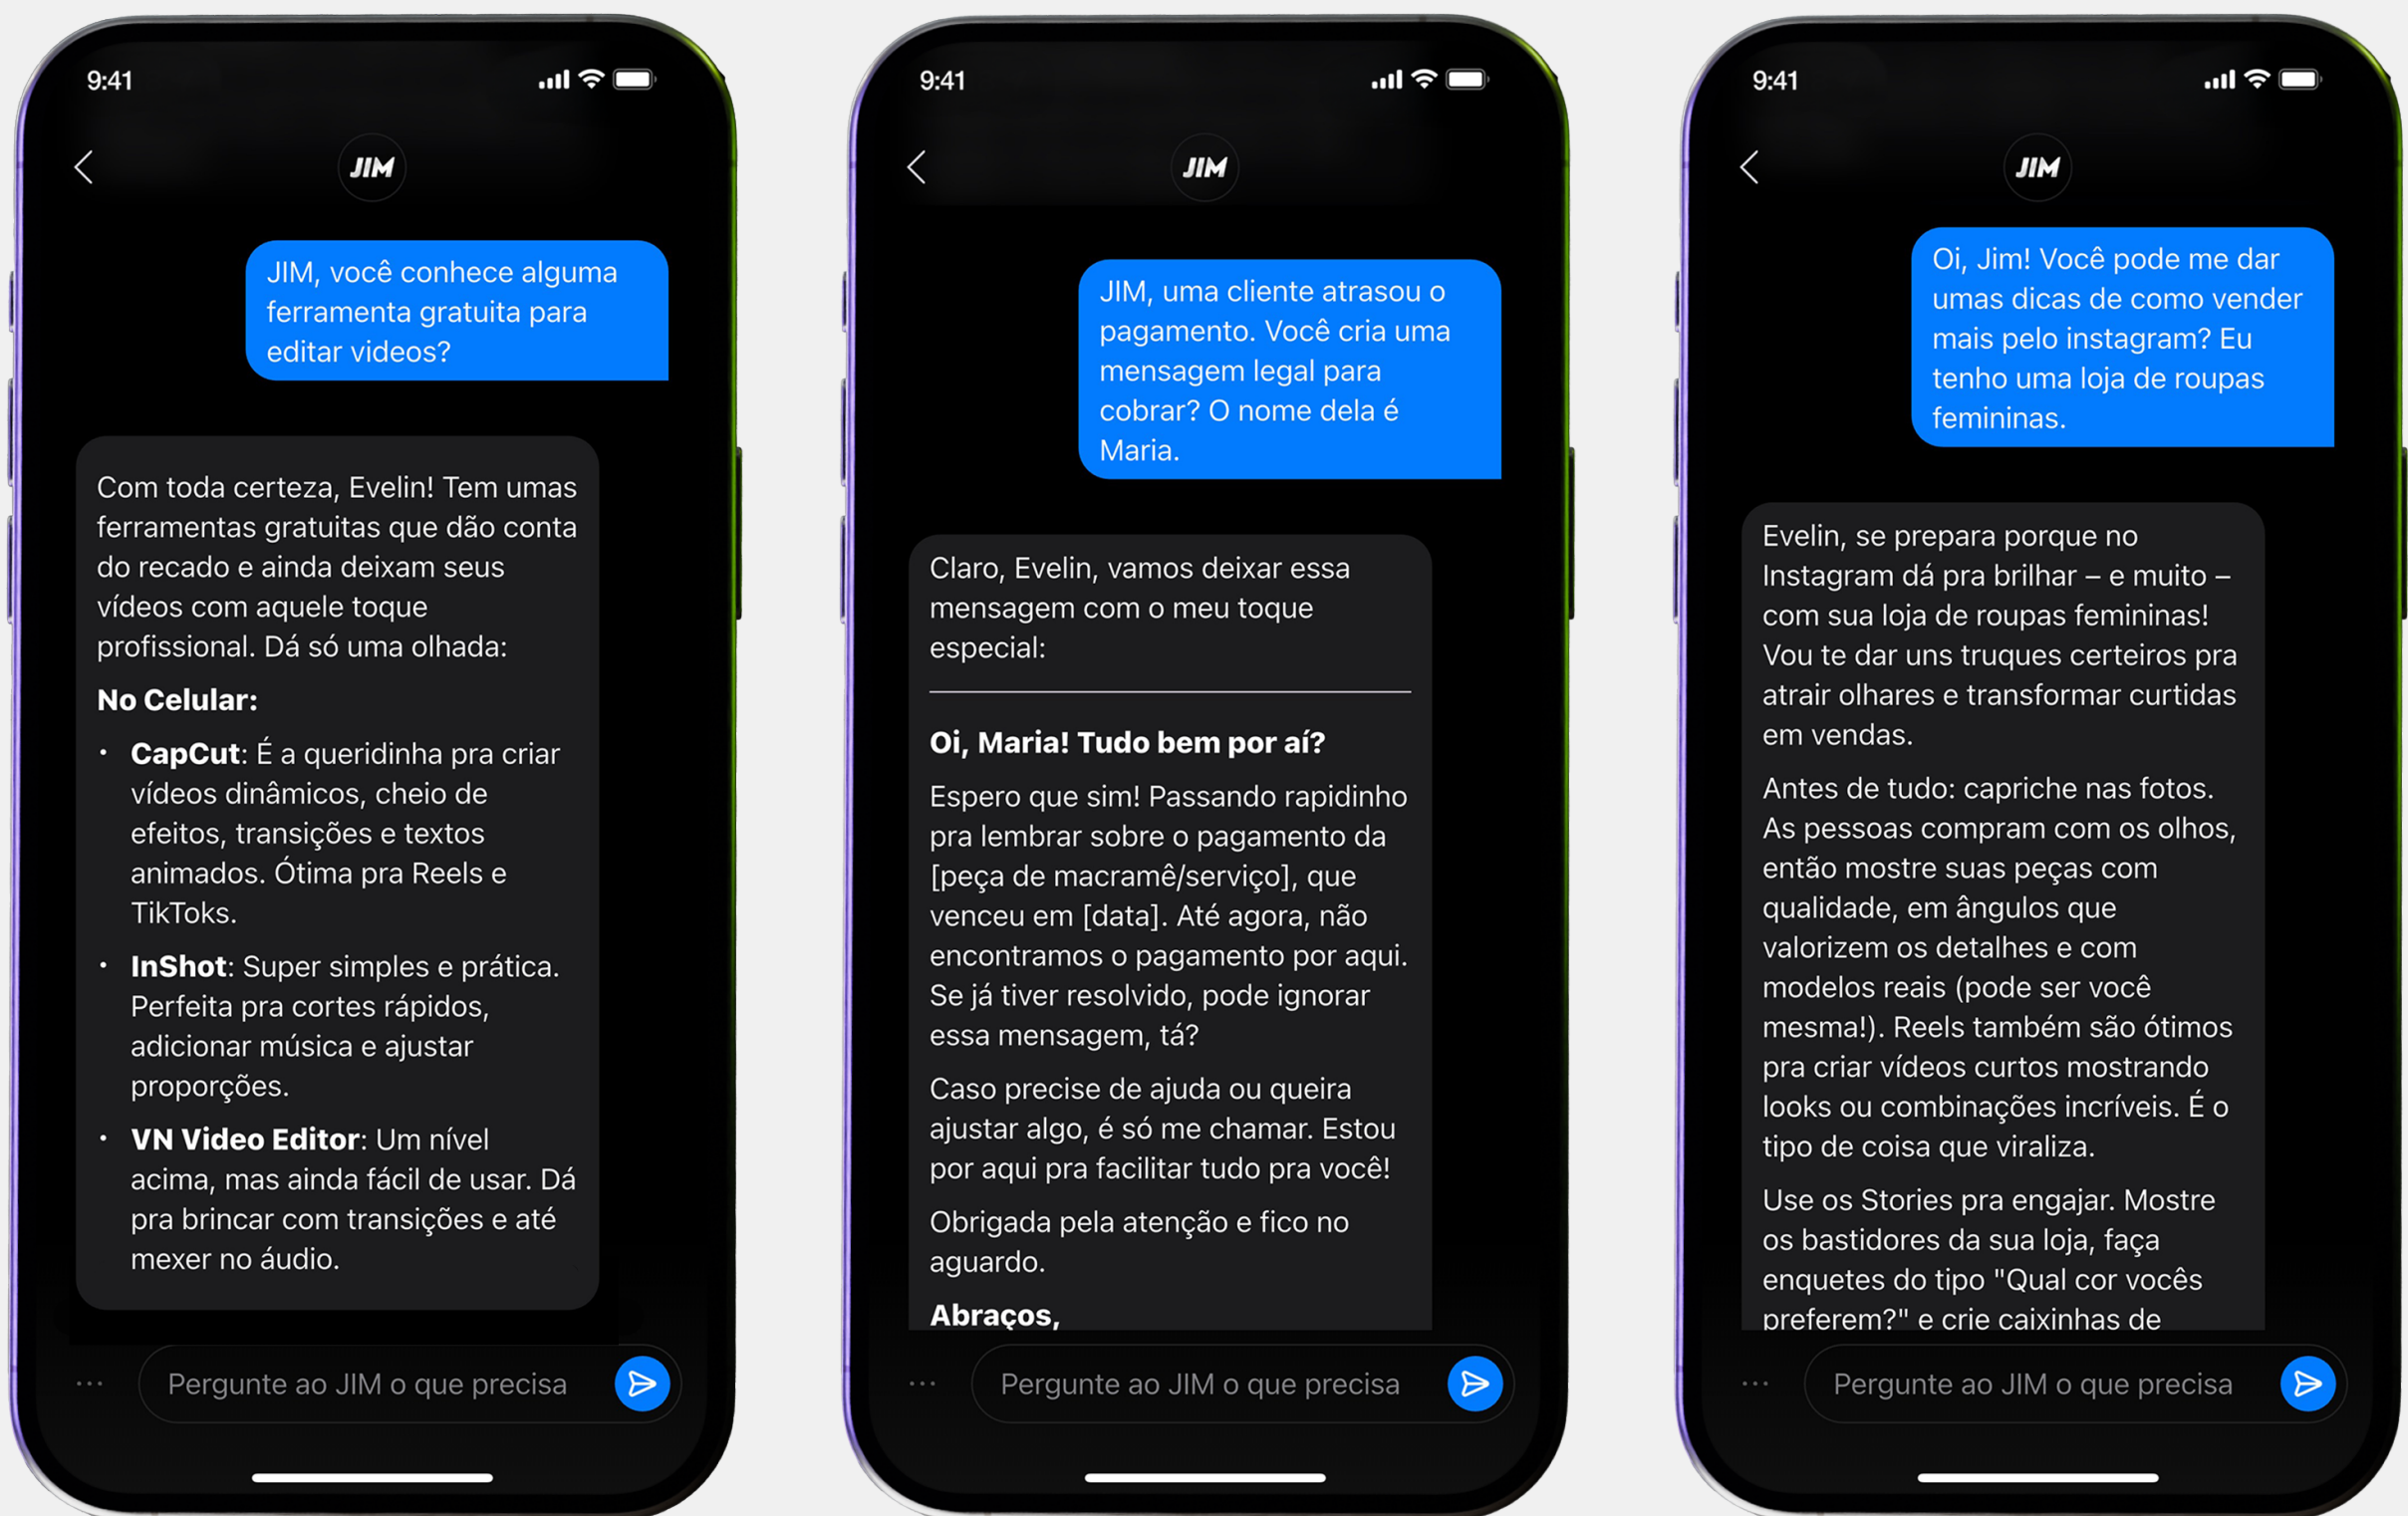 9:41
JIM
JIM, você conhece alguma
ferramenta gratuita para
editar videos?
Com toda certeza, Evelin! Tem umas
ferramentas gratuitas que dão conta
do recado e ainda deixam seus
vídeos com aquele toque
profissional. Dá só uma olhada:
No Celular:
• CapCut: É a queridinha pra criar
vídeos dinâmicos, cheio de
efeitos, transições e textos
animados. Ótima pra Reels e
TikToks.
• InShot: Super simples e prática.
Perfeita pra cortes rápidos,
adicionar música e ajustar
proporções.
• VN Video Editor: Um nível
acima, mas ainda fácil de usar. Dá
pra brincar com transições e até
mexer no áudio.
Pergunte ao JIM o que precisa
9:41
JIM
JIM, uma cliente atrasou o
pagamento. Você cria uma
mensagem legal para
cobrar? O nome dela é
Maria.
Claro, Evelin, vamos deixar essa
mensagem com o meu toque
especial:
Oi, Maria! Tudo bem por aí?
Espero que sim! Passando rapidinho
pra lembrar sobre o pagamento da
[peça de macramê/serviço], que
venceu em [data]. Até agora, não
encontramos o pagamento por aqui.
Se já tiver resolvido, pode ignorar
essa mensagem, tá?
Caso precise de ajuda ou queira
ajustar algo, é só me chamar. Estou
por aqui pra facilitar tudo pra você!
Obrigada pela atenção e fico no
aguardo.
Abraços,
Pergunte ao JIM o que precisa
9:41
JIM
Oi, Jim! Você pode me dar
umas dicas de como vender
mais pelo instagram? Eu
tenho uma loja de roupas
femininas.
Evelin, se prepara porque no
Instagram dá pra brilhar – e muito –
com sua loja de roupas femininas!
Vou te dar uns truques certeiros pra
atrair olhares e transformar curtidas
em vendas.
Antes de tudo: capriche nas fotos.
As pessoas compram com os olhos,
então mostre suas peças com
qualidade, em ângulos que
valorizem os detalhes e com
modelos reais (pode ser você
mesma!). Reels também são ótimos
pra criar vídeos curtos mostrando
looks ou combinações incríveis. É o
tipo de coisa que viraliza.
Use os Stories pra engajar. Mostre
os bastidores da sua loja, faça
enquetes do tipo "Qual cor vocês
preferem?" e crie caixinhas de
Pergunte ao JIM o que precisa